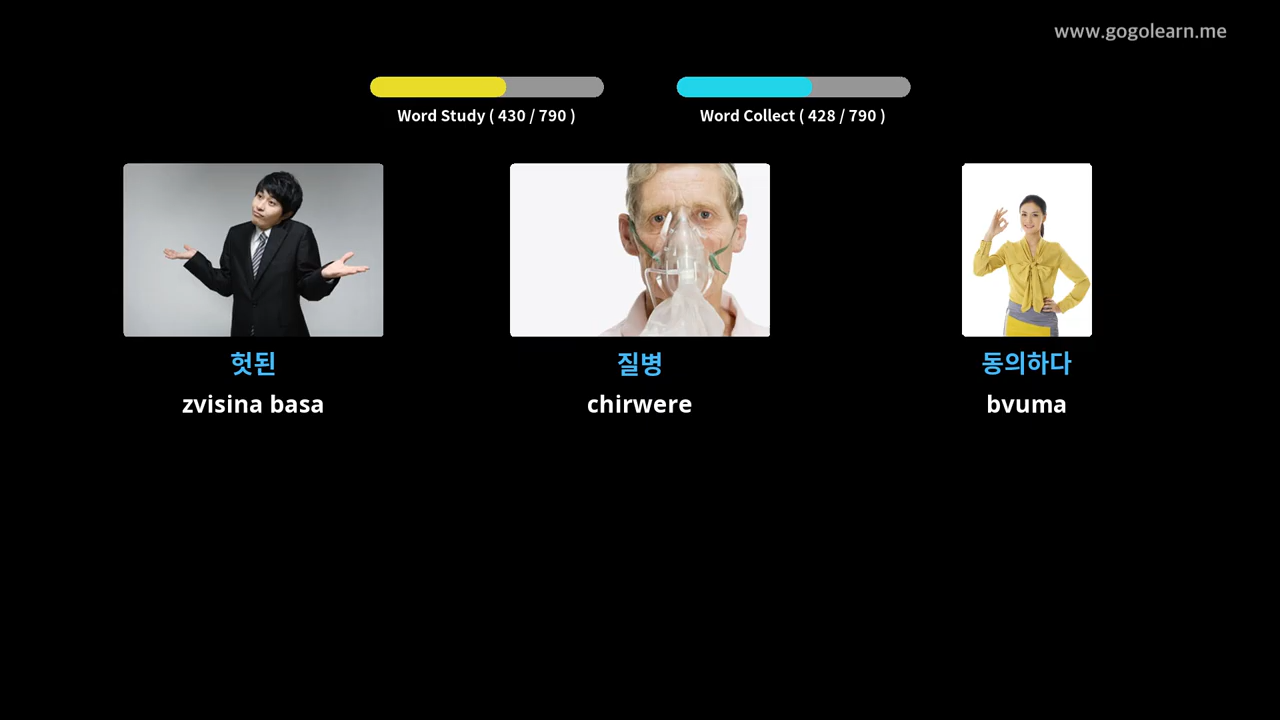 www.gogolearn.me
Word Study ( 430 / 790 )
Word Collect ( 428 / 790 )
헛된
질병
동의하다
zvisina basa
chirwere
bvuma